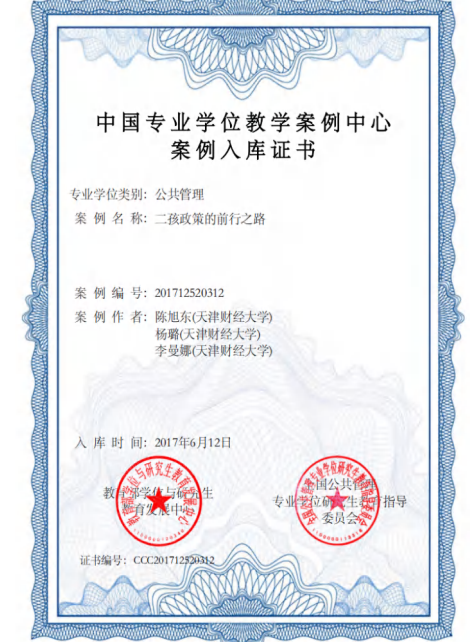 中国专业学位教学案例中心
案例入库证书
专业学位类别：公共管理
案 例 名 称：二孩政策的前行之路
案 例 编 号：201712520312
案 例 作 者：陈旭东(天津财经大学)
杨璐(天津财经大学)
李曼娜(天津财经大学)
入 库 时 间：2017年6月12日
教育部学位与研究生
教育发展中心
全国公共管理
专业学位研究生教育指导
委员会
证书编号：CCC201712520312